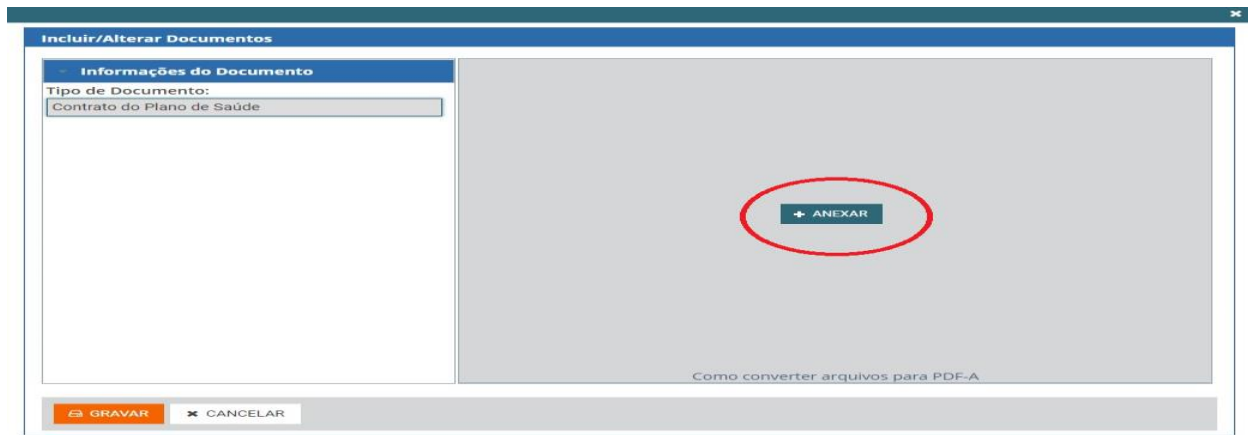 Incluir/Alterar Documentos
Informações do Documento
Tipo de Documento:
Contrato do Plano de Saúde
ANEXAR
Como converter arquivos para PDF-A
GRAVAR
CANCELAR